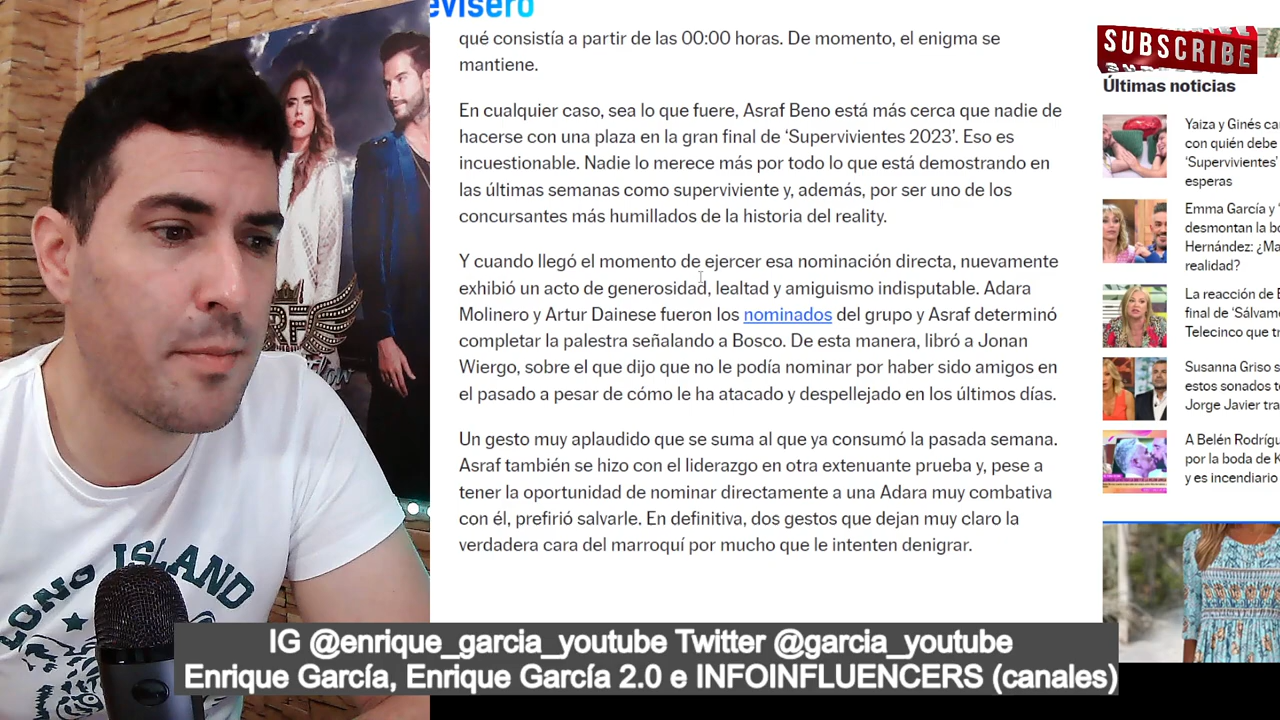 evisero
qué consistía a partir de las 00:00 horas. De momento, el enigma se
mantiene.
En cualquier caso, sea lo que fuere, Asraf Beno está más cerca que nadie de
hacerse con una plaza en la gran final de ‘Supervivientes 2023’. Eso es
incuestionable. Nadie lo merece más por todo lo que está demostrando en
las últimas semanas como superviviente y, además, por ser uno de los
concursantes más humillados de la historia del reality.
Y cuando llegó el momento de ejercer esa nominación directa, nuevamente
exhibió un acto de generosidad, lealtad y amiguismo indisputable. Adara
Molinero y Artur Dainese fueron los nominados del grupo y Asraf determinó
completar la palestra señalando a Bosco. De esta manera, libró a Jonan
Wiergo, sobre el que dijo que no le podía nominar por haber sido amigos en
el pasado a pesar de cómo le ha atacado y despellejado en los últimos días.
Un gesto muy aplaudido que se suma al que ya consumó la pasada semana.
Asraf también se hizo con el liderazgo en otra extenuante prueba y, pese a
tener la oportunidad de nominar directamente a una Adara muy combativa
con él, prefirió salvarle. En definitiva, dos gestos que dejan muy claro la
verdadera cara del marroquí por mucho que le intenten denigrar.
SUBSCRIBE
Últimas noticias
Yaiza y Ginés ca
con quién debe
‘Supervivientes’
esperas
Emma García y ‘
desmontan la bo
Hernández: ¿Ma
realidad?
La reacción de B
final de ‘Sálvam
Telecinco que t
Susanna Griso s
estos sonados t
Jorge Javier tra
A Belén Rodrígu
por la boda de K
y es incendiario
LONG ISLAND
IG @enrique_garcia_youtube Twitter @garcia_youtube
Enrique García, Enrique García 2.0 e INFOINFLUENCERS (canales)